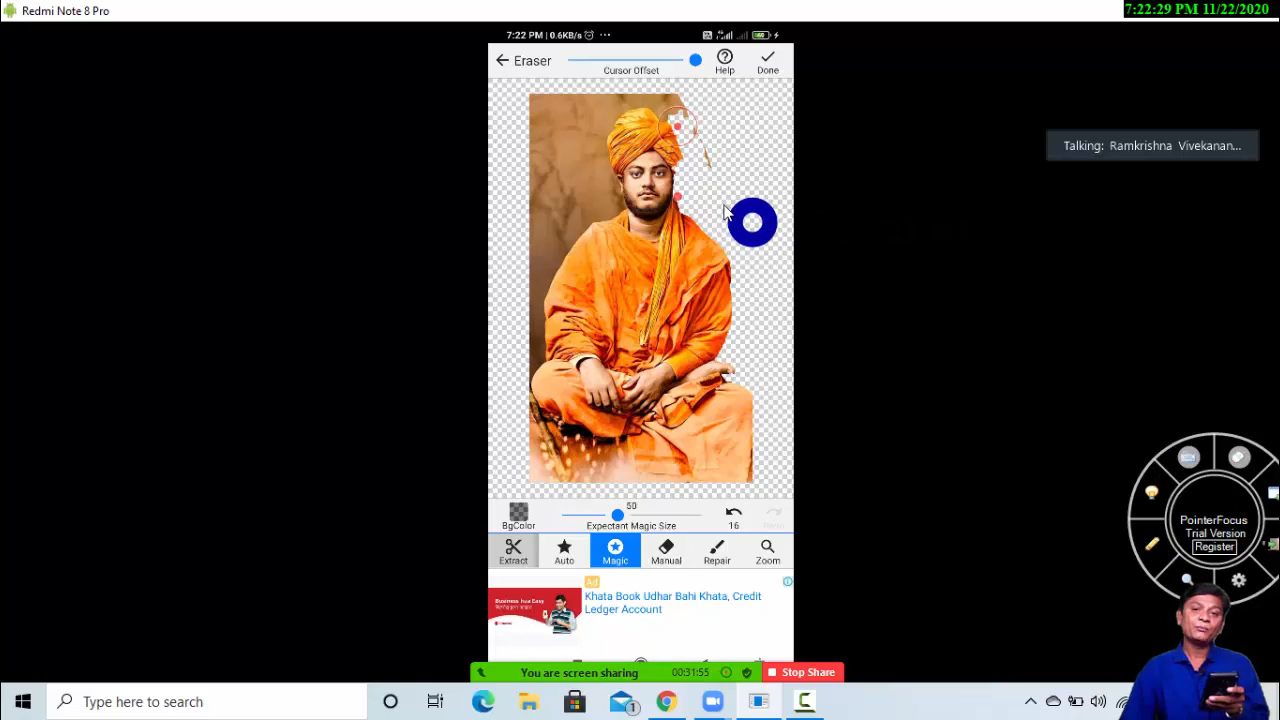 Redmi Note 8 Pro
7:22:29 PM 11/22/2020
7:22 PM | 0.6KB/s
Eraser
Cursor Offset
Help
Done
Talking: Ramkrishna Vivekanan...
50
BgColor
Expectant Magic Size
16
Extract
Auto
Magic
Manual
Repair
Zoom
PointerFocus
Trial Version
Register
Ad
Khata Book Udhar Bahi Khata, Credit
Ledger Account
You are screen sharing
00:31:55
Stop Share
Type here to search
1